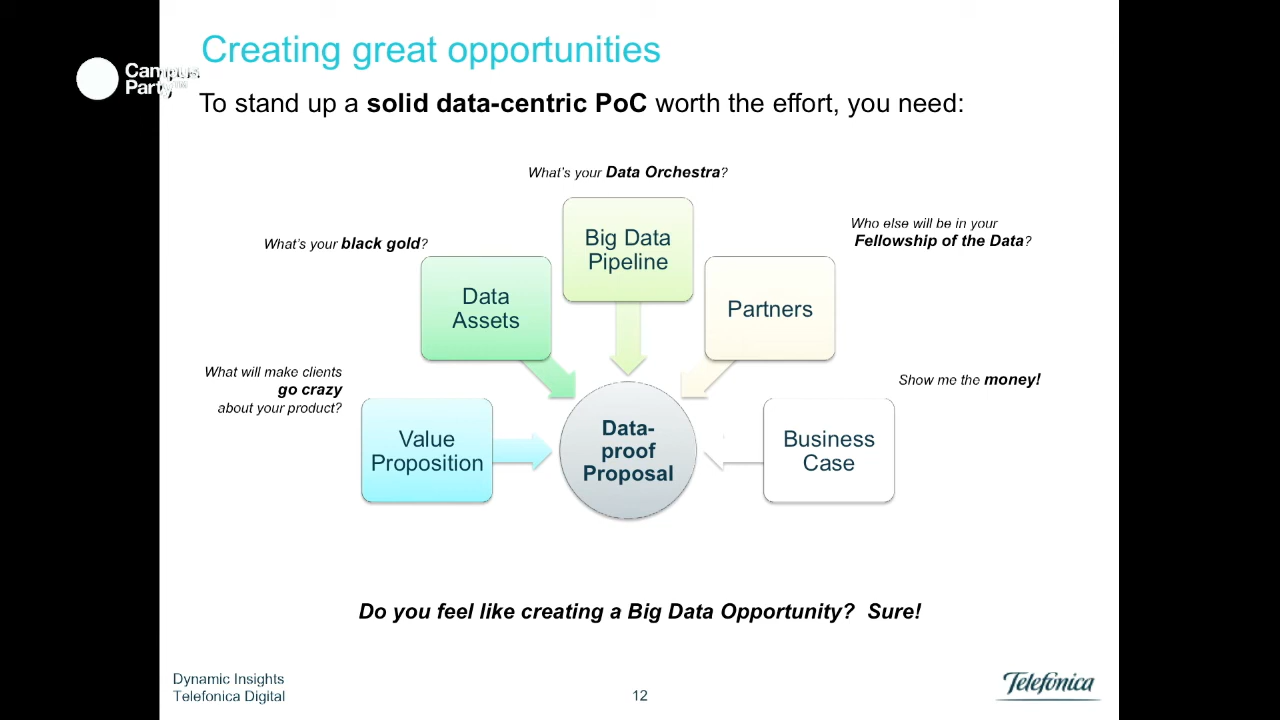 Creating great opportunities
Campus
Party™
To stand up a solid data-centric PoC worth the effort, you need:
What's your Data Orchestra?
Big Data
Pipeline
What's your black gold?
Data
Assets
Who else will be in your
Fellowship of the Data?
Partners
What will make clients
go crazy
about your product?
Value
Proposition
Show me the money!
Business
Case
Data-
proof
Proposal
Do you feel like creating a Big Data Opportunity? Sure!
Dynamic Insights
Telefonica Digital
12
Telefónica